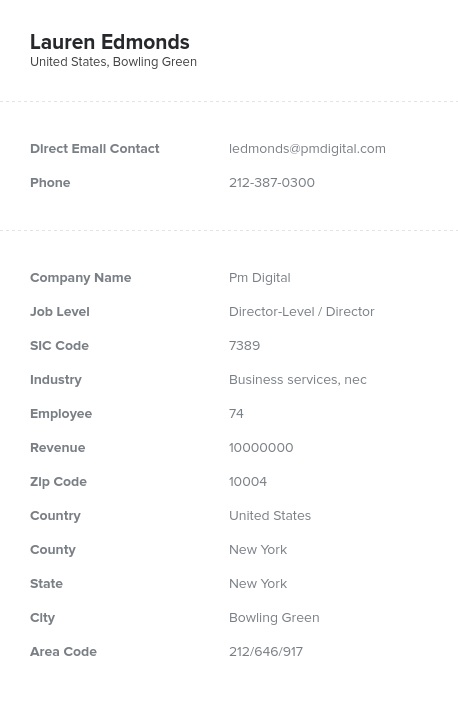 Lauren Edmonds
United States, Bowling Green
Direct Email Contact ledmonds@pmdigital.com
Phone 212-387-0300
Company Name Pm Digital
Job Level Director-Level / Director
SIC Code 7389
Industry Business services, nec
Employee 74
Revenue 10000000
Zip Code 10004
Country United States
County New York
State New York
City Bowling Green
Area Code 212/646/917